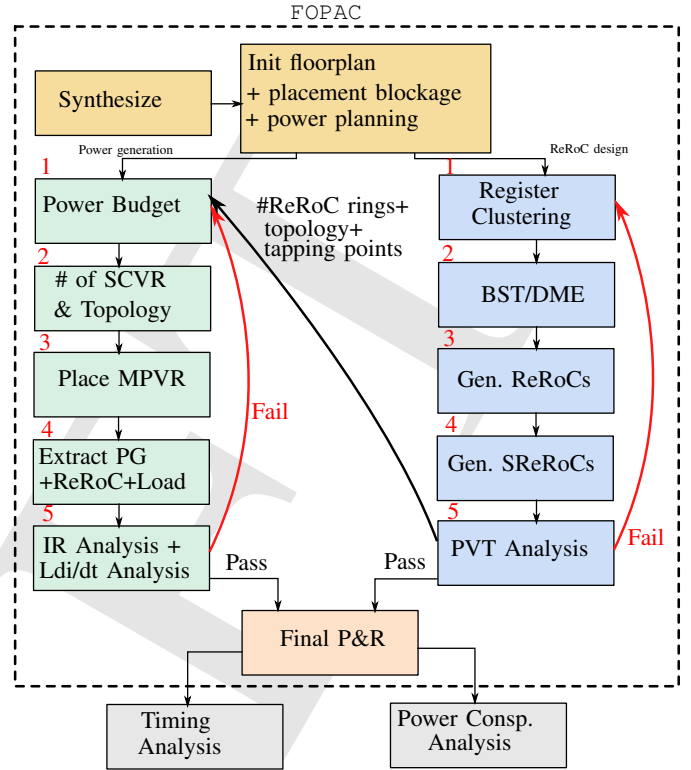 FOPAC
Init floorplan
+ placement blockage
+ power planning
Synthesize
Power generation
ReRoC design
1
Power Budget
2
# of SCVR
& Topology
3
Place MPVR
4
Extract PG
+ReRoC+Load
5
IR Analysis +
Ldi/dt Analysis
Fail
Pass
#ReRoC rings+
topology+
tapping points
1
Register
Clustering
2
BST/DME
3
Gen. ReRoCs
4
Gen. SReRoCs
5
PVT Analysis
Fail
Pass
Final P&R
Timing
Analysis
Power Consp.
Analysis